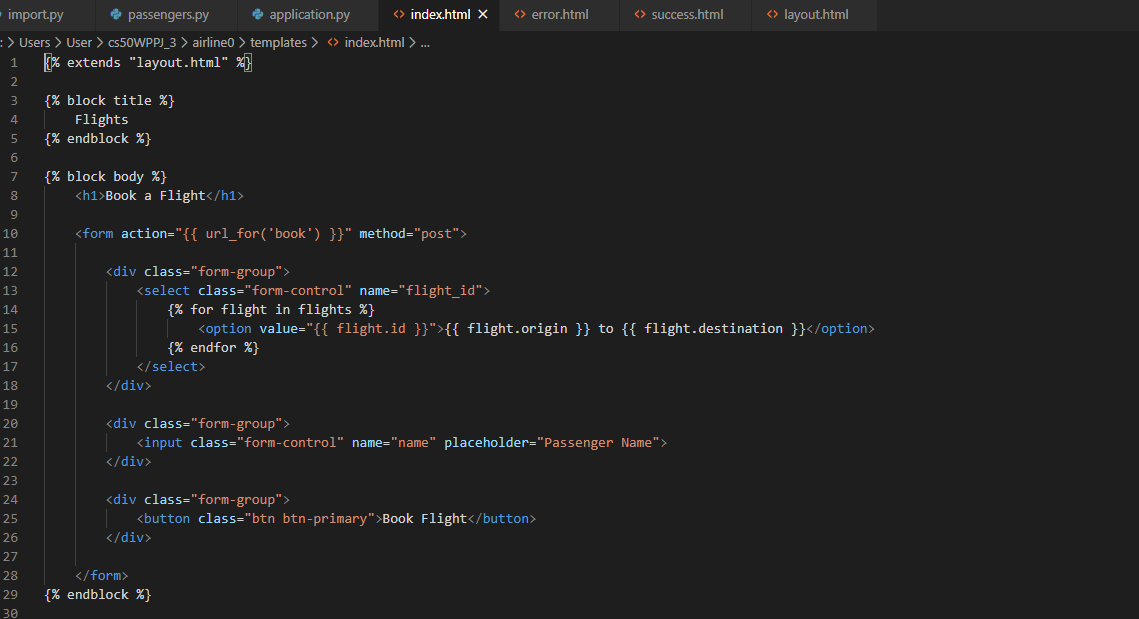 import.py passengers.py application.py index.html error.html success.html layout.html
: > Users > User > cs50WPPJ_3 > airline0 > templates > <> index.html > ...
1 {% extends "layout.html" %}
2
3 {% block title %}
4 Flights
5 {% endblock %}
6
7 {% block body %}
8 <h1>Book a Flight</h1>
9
10 <form action="{{ url_for('book') }}" method="post">
11
12 <div class="form-group">
13 <select class="form-control" name="flight_id">
14 {% for flight in flights %}
15 <option value="{{ flight.id }}">{{ flight.origin }} to {{ flight.destination }}</option>
16 {% endfor %}
17 </select>
18 </div>
19
20 <div class="form-group">
21 <input class="form-control" name="name" placeholder="Passenger Name">
22 </div>
23
24 <div class="form-group">
25 <button class="btn btn-primary">Book Flight</button>
26 </div>
27
28 </form>
29 {% endblock %}
30